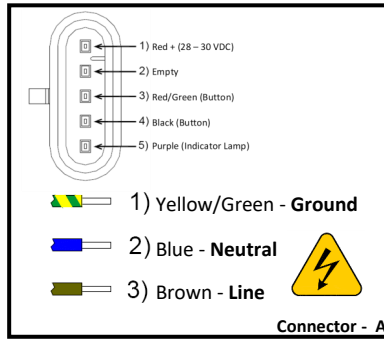 1) Red + (28 – 30 VDC)
2) Empty
3) Red/Green (Button)
4) Black (Button)
5) Purple (Indicator Lamp)
1) Yellow/Green - Ground
2) Blue - Neutral
3) Brown - Line
Connector - A